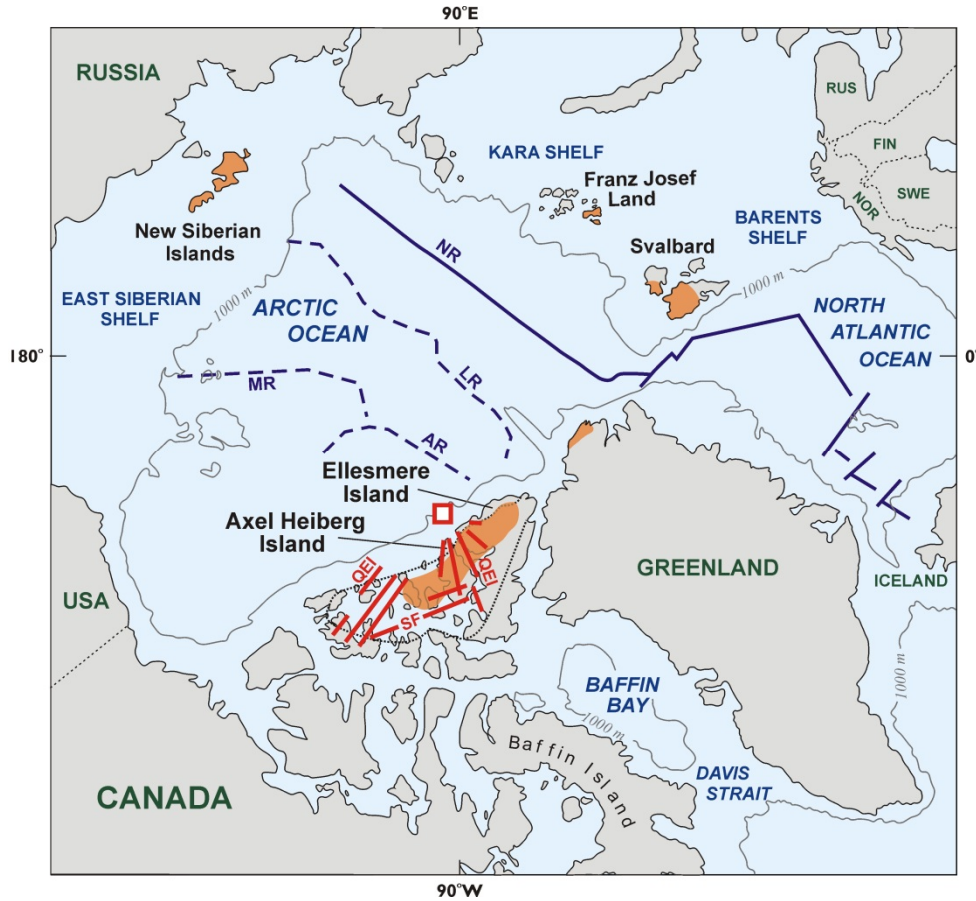 90°E
RUSSIA
RUS
FIN
KARA SHELF
Franz Josef
Land
SWE
NOR
New Siberian
Islands
BARENTS
SHELF
Svalbard
NR
1000 m
1000 m
EAST SIBERIAN
SHELF
ARCTIC
OCEAN
NORTH
ATLANTIC
OCEAN
180°
0°
MR
LR
AR
Ellesmere
Island
Axel Heiberg
Island
QEI
QEI
SF
GREENLAND
ICELAND
USA
1000 m
BAFFIN
BAY
1000 m
Baffin Island
DAVIS
STRAIT
CANADA
90°W